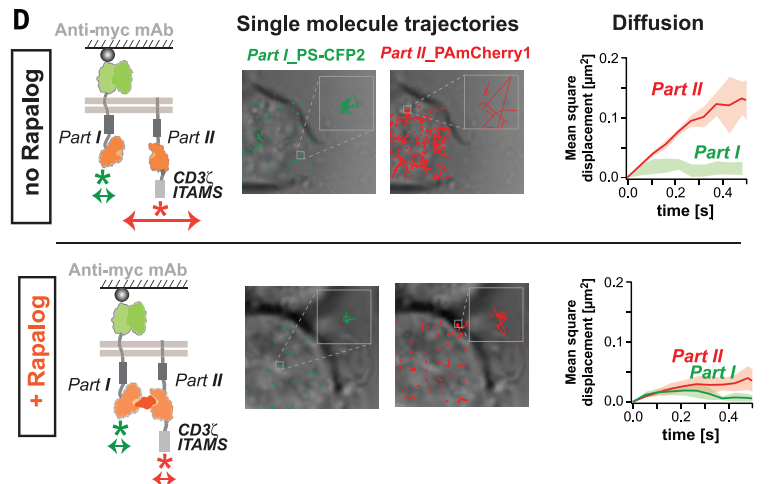 D
Single molecule trajectories
Diffusion
no Rapalog
Anti-myc mAb
Part I
Part II
CD3ζ
ITAMS
*
*
Part I_PS-CFP2
Part II_PAmCherry1
Mean square
displacement [µm²]
0.2
0.1
0.0
Part II
Part I
0.0
0.2
0.4
time [s]
+ Rapalog
Anti-myc mAb
Part I
Part II
CD3ζ
ITAMS
*
*
Mean square
displacement [µm²]
0.2
0.1
0.0
Part II
Part I
0.0
0.2
0.4
time [s]